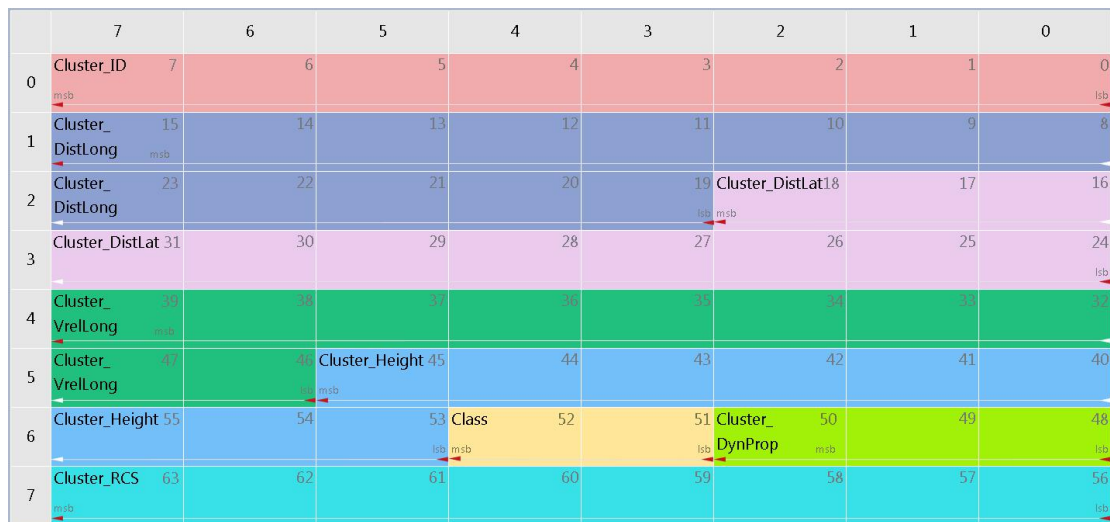 7 6 5 4 3 2 1 0
0 Cluster_ID 7 6 5 4 3 2 1 0
msb lsb
1 Cluster_ 15 14 13 12 11 10 9 8
DistLong msb
2 Cluster_ 23 22 21 20 19 Cluster_DistLat18 17 16
DistLong lsb msb
3 Cluster_DistLat 31 30 29 28 27 26 25 24
lsb
4 Cluster_ 39 38 37 36 35 34 33 32
VrelLong msb
5 Cluster_ 47 46 Cluster_Height 45 44 43 42 41 40
VrelLong lsb msb
6 Cluster_Height 55 54 53 Class 52 51 Cluster_ 50 49 48
lsb msb lsb DynProp msb lsb
7 Cluster_RCS 63 62 61 60 59 58 57 56
msb lsb